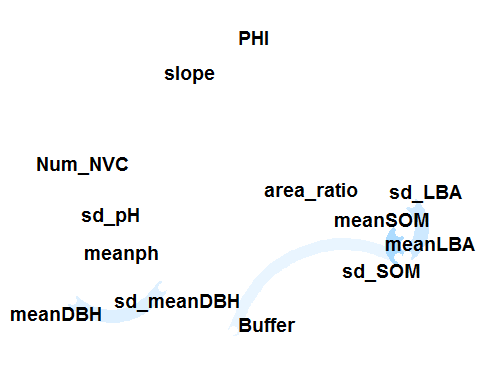 PHI
slope
Num_NVC
area_ratio
sd_LBA
sd_pH
meanSOM
meanLBA
meanph
sd_SOM
sd_meanDBH
meanDBH
Buffer